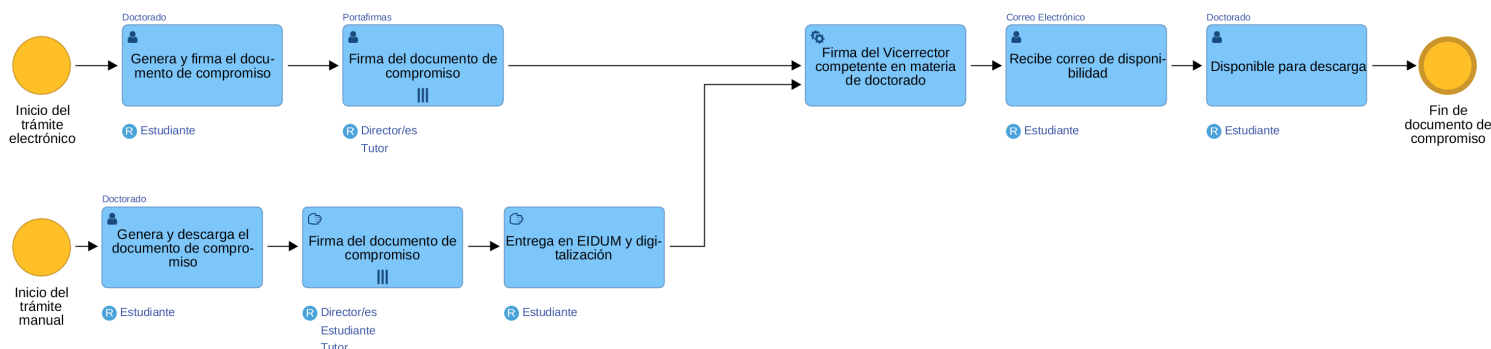 Doctorado
Genera y firma el docu-
mento de compromiso
R Estudiante
Portafirmas
Firma del documento de
compromiso
R Director/es
Tutor
Firma del Vicerrector
competente en materia
de doctorado
Correo Electrónico
Recibe correo de disponi-
bilidad
R Estudiante
Doctorado
Disponible para descarga
R Estudiante
Inicio del
trámite
electrónico
Fin de
documento de
compromiso
Doctorado
Genera y descarga el
documento de compro-
miso
R Estudiante
Firma del documento de
compromiso
R Director/es
Estudiante
Tutor
Entrega en EIDUM y digi-
talización
R Estudiante
Inicio del
trámite
manual